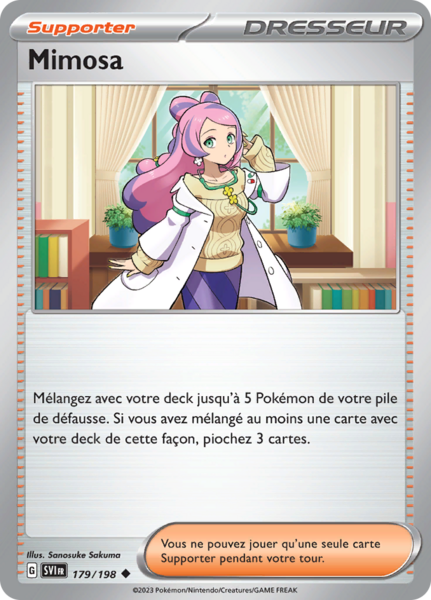 Supporter
DRESSEUR
Mimosa
Mélangez avec votre deck jusqu'à 5 Pokémon de votre pile
de défausse. Si vous avez mélangé au moins une carte avec
votre deck de cette façon, piochez 3 cartes.
Illus. Sanosuke Sakuma
G SVI FR 179/198
Vous ne pouvez jouer qu'une seule carte
Supporter pendant votre tour.
©2023 Pokémon/Nintendo/Creatures/GAME FREAK